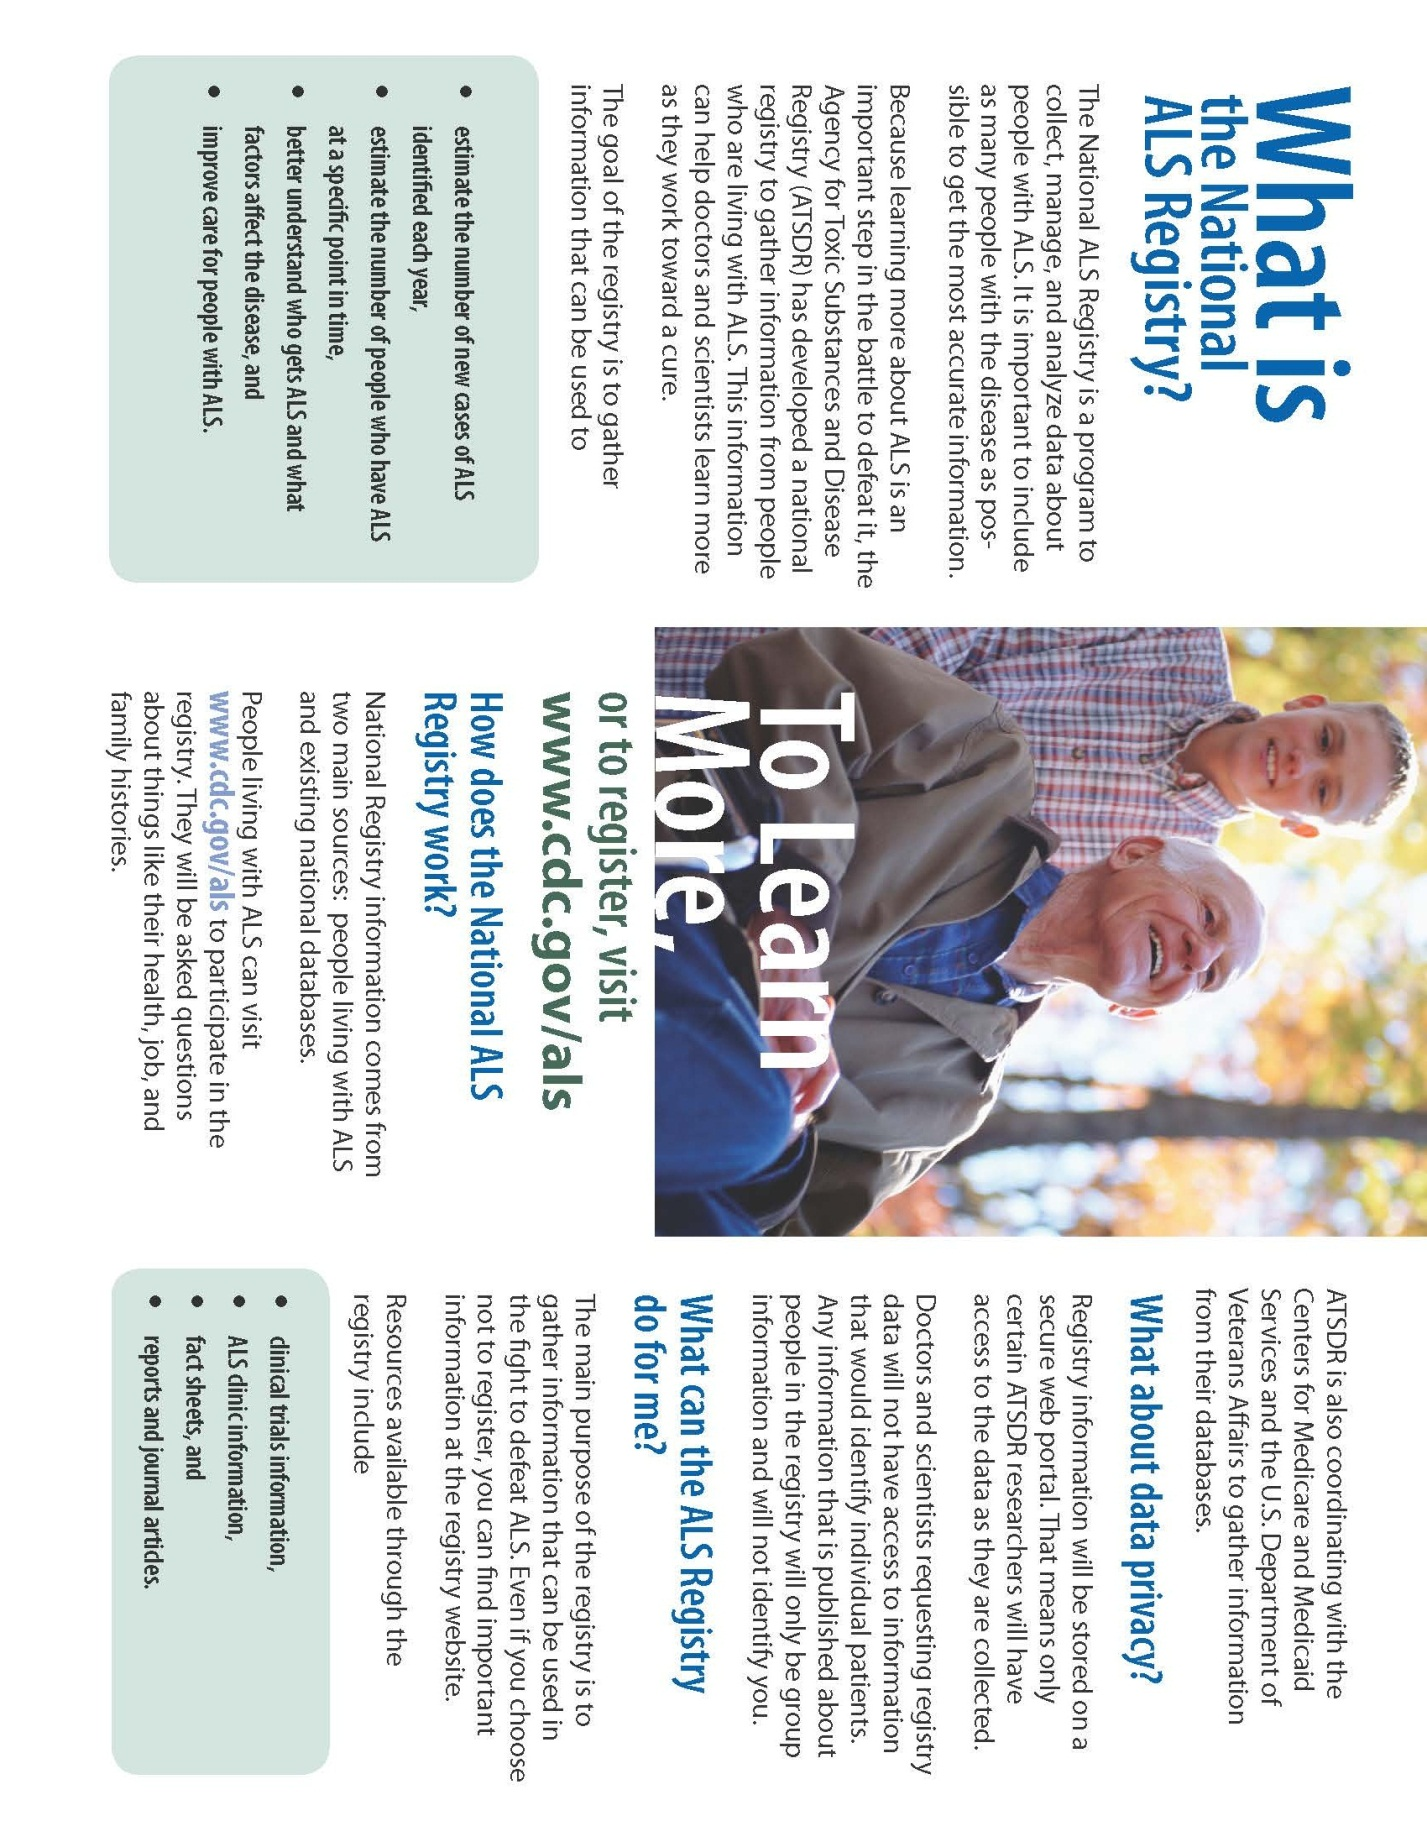 What is
the National
ALS Registry?
The National ALS Registry is a program to
collect, manage, and analyze data about
people with ALS. It is important to include
as many people with the disease as pos-
sible to get the most accurate information.
Because learning more about ALS is an
important step in the battle to defeat it, the
Agency for Toxic Substances and Disease
Registry (ATSDR) has developed a national
registry to gather information from people
who are living with ALS. This information
can help doctors and scientists learn more
as they work toward a cure.
The goal of the registry is to gather
information that can be used to
• estimate the number of new cases of ALS
identified each year,
• estimate the number of people who have ALS
at a specific point in time,
• better understand who gets ALS and what
factors affect the disease, and
• improve care for people with ALS.
To Learn
More,
or to register, visit
www.cdc.gov/als
How does the National ALS
Registry work?
National Registry information comes from
two main sources: people living with ALS
and existing national databases.
People living with ALS can visit
www.cdc.gov/als to participate in the
registry. They will be asked questions
about things like their health, job, and
family histories.
ATSDR is also coordinating with the
Centers for Medicare and Medicaid
Services and the U.S. Department of
Veterans Affairs to gather information
from their databases.
What about data privacy?
Registry information will be stored on a
secure web portal. That means only
certain ATSDR researchers will have
access to the data as they are collected.
Doctors and scientists requesting registry
data will not have access to information
that would identify individual patients.
Any information that is published about
people in the registry will only be group
information and will not identify you.
What can the ALS Registry
do for me?
The main purpose of the registry is to
gather information that can be used in
the fight to defeat ALS. Even if you choose
not to register, you can find important
information at the registry website.
Resources available through the
registry include
• clinical trials information,
• ALS clinic information,
• fact sheets, and
• reports and journal articles.